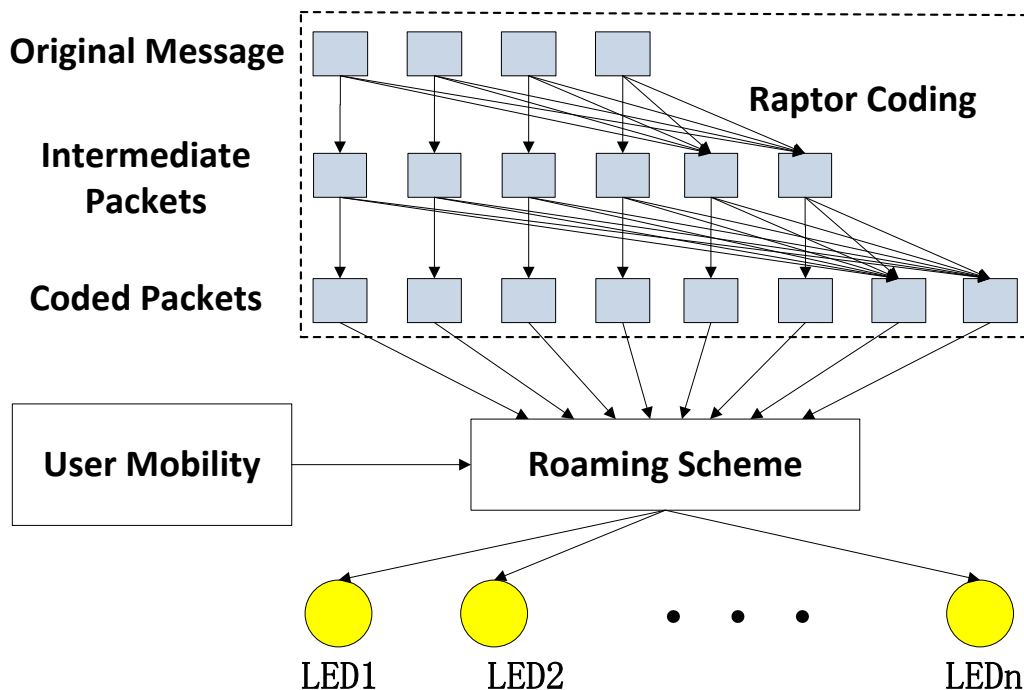 Original Message
Raptor Coding
Intermediate
Packets
Coded Packets
User Mobility
Roaming Scheme
LED1
LED2
LEDn